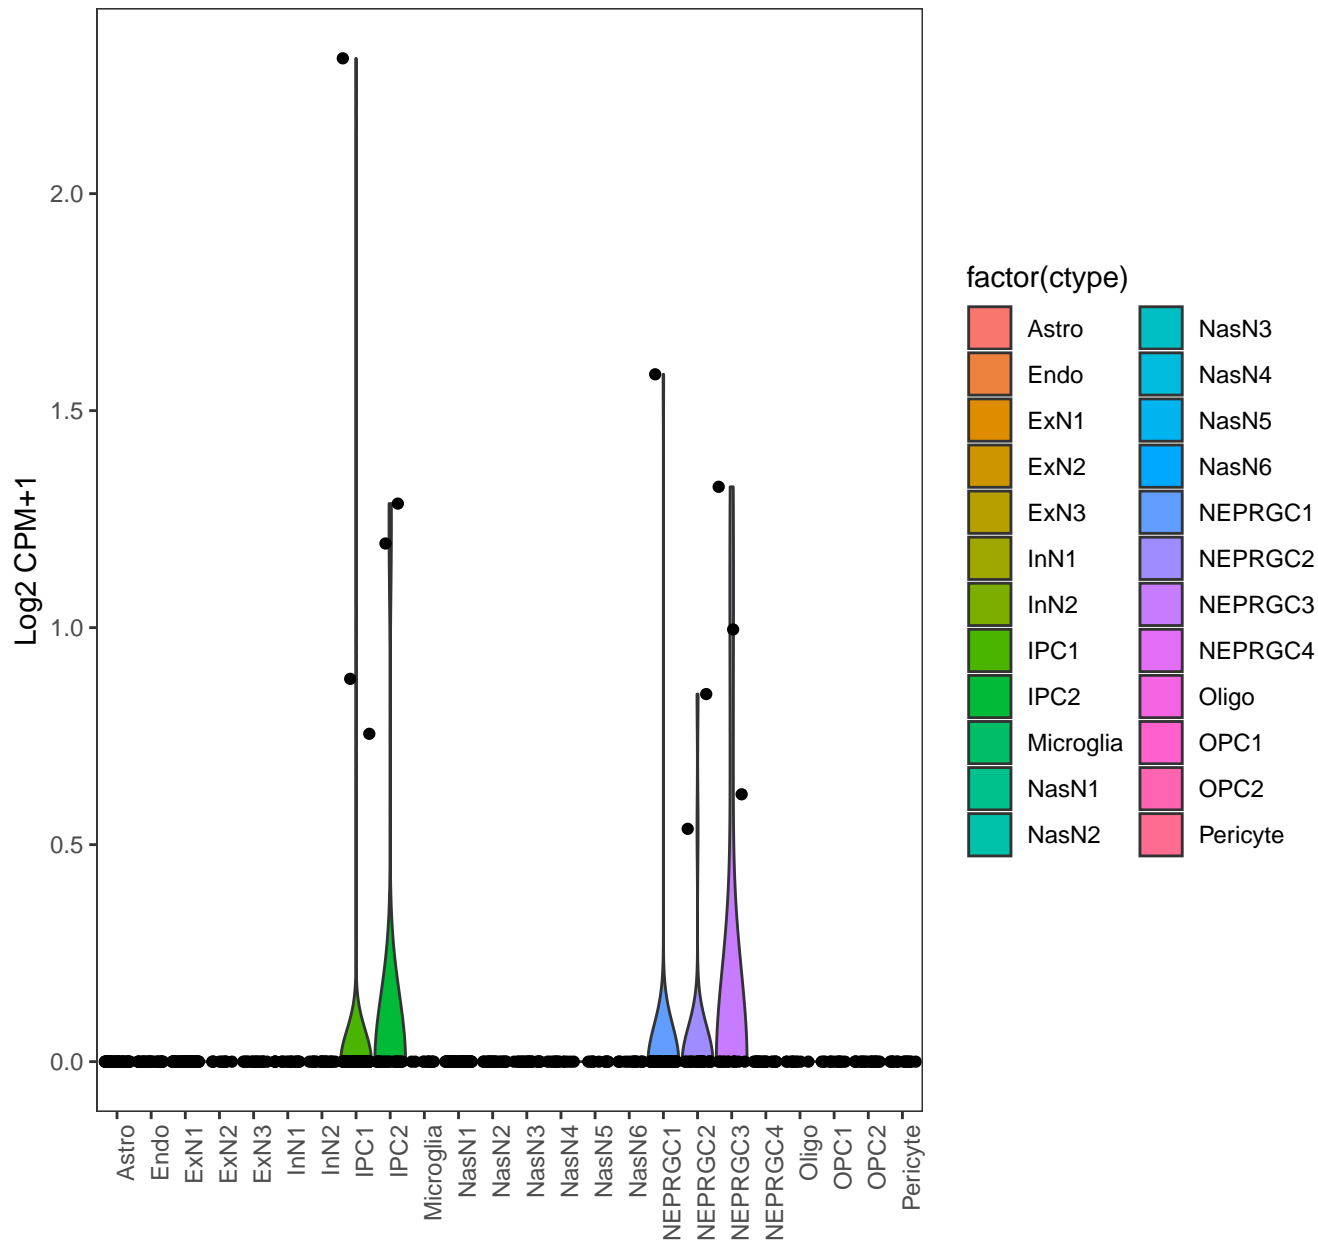 Log2 CPM+1
2.0
1.5
1.0
0.5
0.0
Astro
Endo
ExN1
ExN2
ExN3
InN1
InN2
IPC1
IPC2
Microglia
NasN1
NasN2
NasN3
NasN4
NasN5
NasN6
NEPRGC1
NEPRGC2
NEPRGC3
NEPRGC4
Oligo
OPC1
OPC2
Pericyte
factor(ctype)
Astro
Endo
ExN1
ExN2
ExN3
InN1
InN2
IPC1
IPC2
Microglia
NasN1
NasN2
NasN3
NasN4
NasN5
NasN6
NEPRGC1
NEPRGC2
NEPRGC3
NEPRGC4
Oligo
OPC1
OPC2
Pericyte